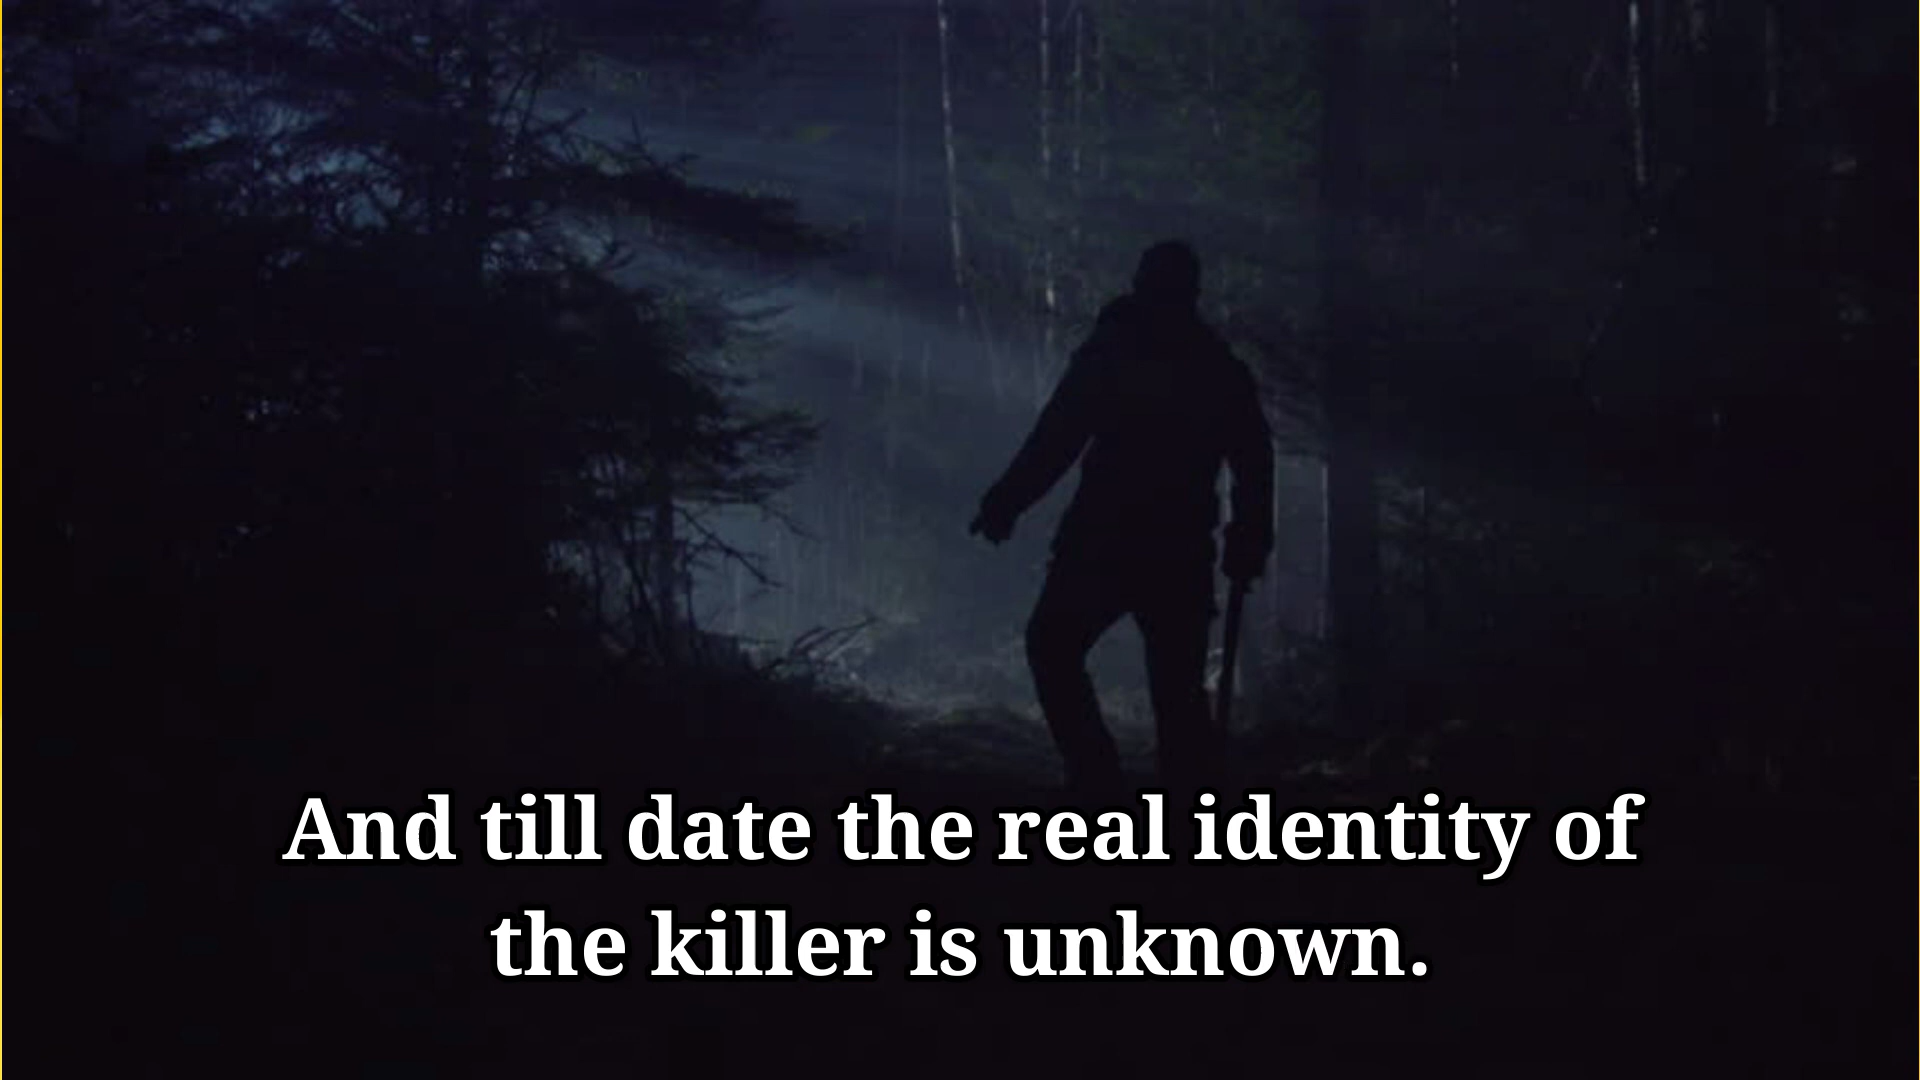 And till date the real identity of
the killer is unknown.